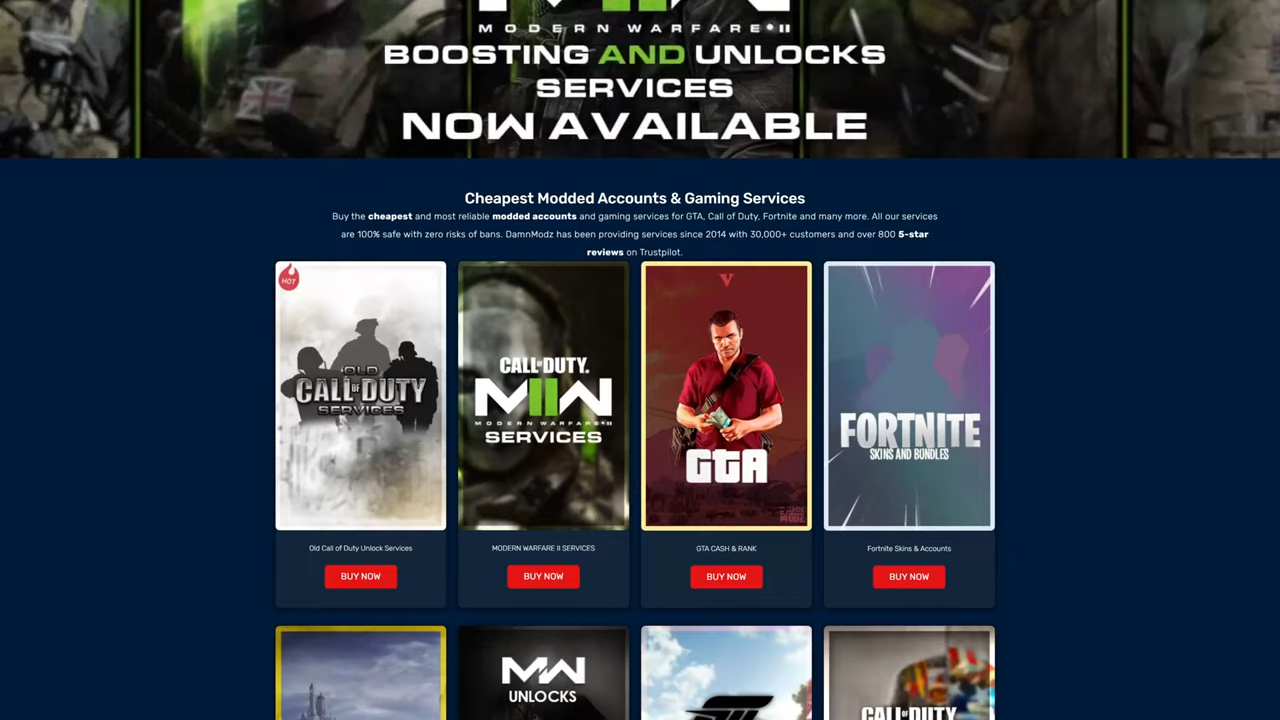 MODERN WARFARE II
BOOSTING AND UNLOCKS
SERVICES
NOW AVAILABLE
Cheapest Modded Accounts & Gaming Services
Buy the cheapest and most reliable modded accounts and gaming services for GTA, Call of Duty, Fortnite and many more. All our services
are 100% safe with zero risks of bans. DamnModz has been providing services since 2014 with 30,000+ customers and over 800 5-star
reviews on Trustpilot.
HOT
OLD
CALL OF DUTY
SERVICES
CALL OF DUTY.
MWII
MODERN WARFARE II
SERVICES
V
GTA
DAMN
MODZ
FORTNITE
SKINS AND BUNDLES
Old Call of Duty Unlock Services
MODERN WARFARE II SERVICES
GTA CASH & RANK
Fortnite Skins & Accounts
BUY NOW
BUY NOW
BUY NOW
BUY NOW
MW
UNLOCKS
CALL OF DUTY